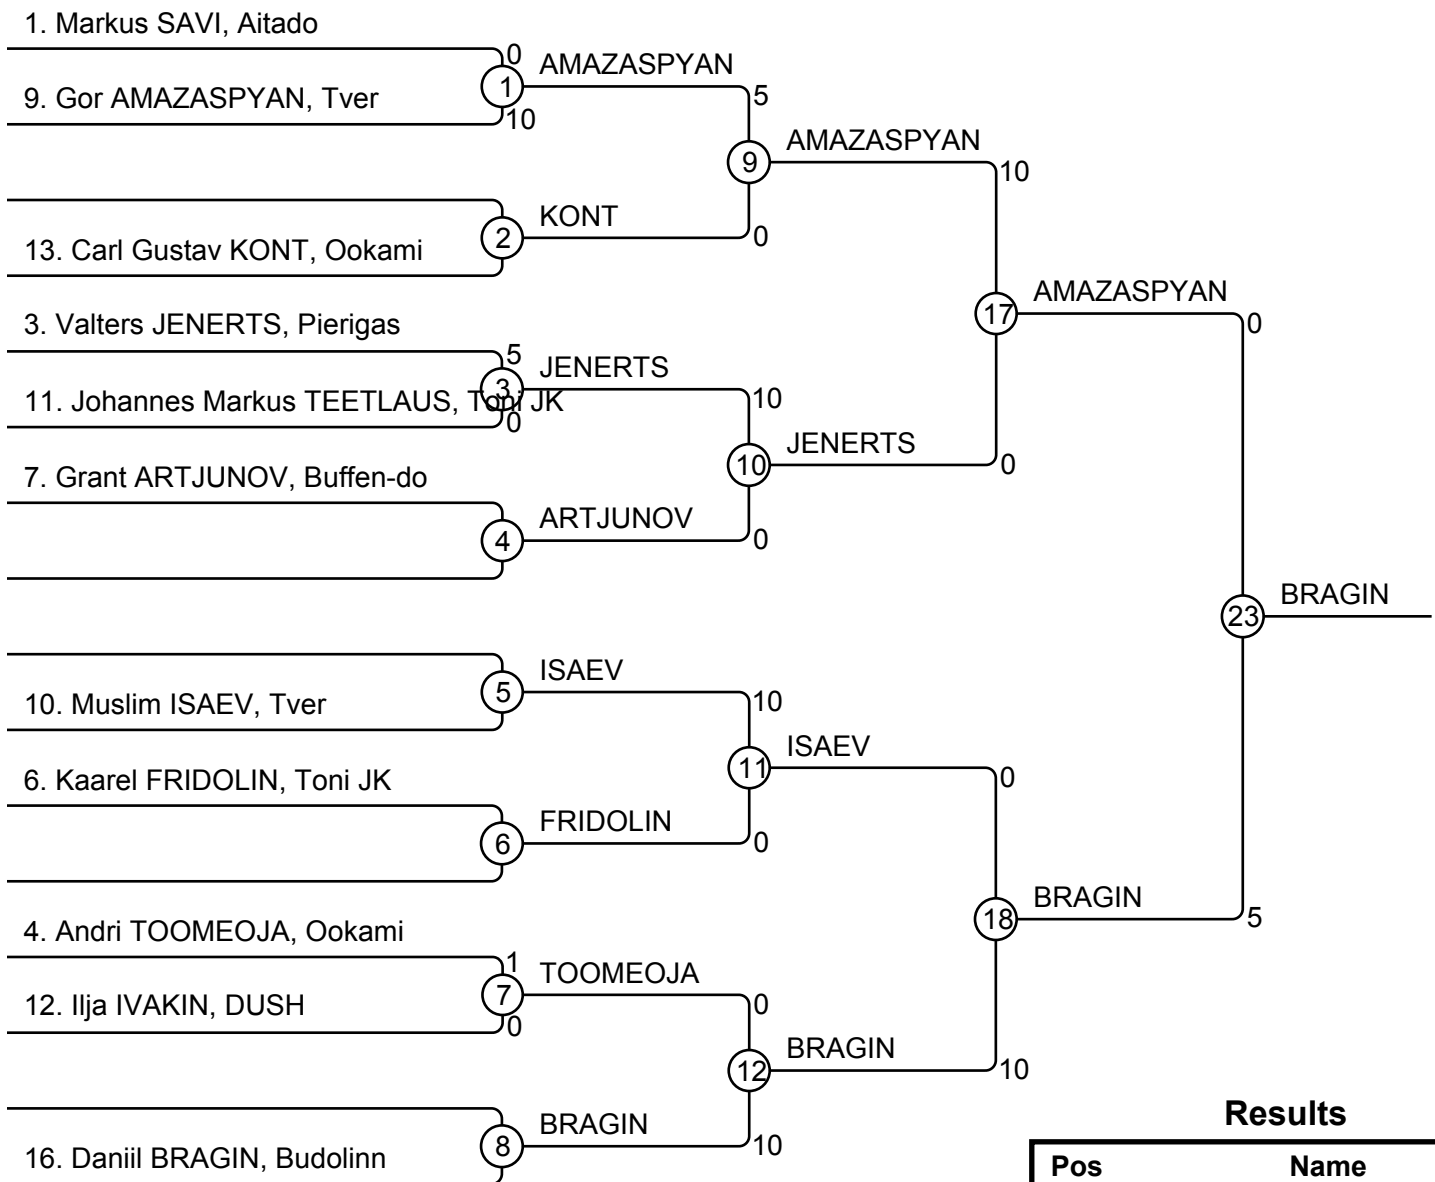 1. Markus SAVI, Aitado
0
AMAZASPYAN
1
5
9. Gor AMAZASPYAN, Tver
10
AMAZASPYAN
9
10
KONT
2
0
13. Carl Gustav KONT, Ookami
AMAZASPYAN
17
0
3. Valters JENERTS, Pierigas
5
JENERTS
3
10
11. Johannes Markus TEETLAUS, Toni JK
0
JENERTS
10
0
7. Grant ARTJUNOV, Buffen-do
ARTJUNOV
4
0
BRAGIN
23
ISAEV
5
10
10. Muslim ISAEV, Tver
ISAEV
11
0
6. Kaarel FRIDOLIN, Toni JK
FRIDOLIN
6
0
BRAGIN
18
5
4. Andri TOOMEOJA, Ookami
1
TOOMEOJA
7
0
12. Ilja IVAKIN, DUSH
0
BRAGIN
12
10
BRAGIN
8
10
16. Daniil BRAGIN, Budolinn
Results
Pos Name